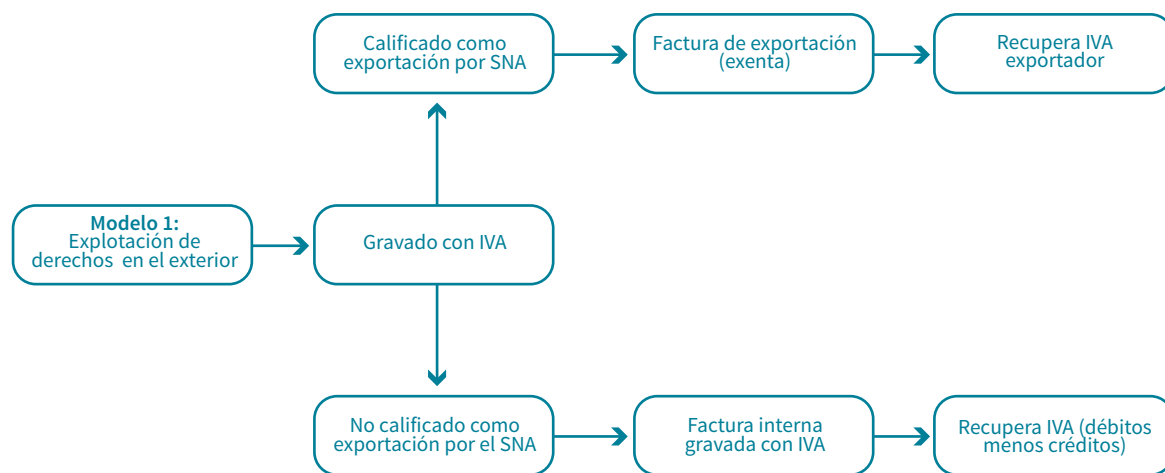 Calificado como
exportación por SNA
Factura de exportación
(exenta)
Recupera IVA
exportador
Modelo 1:
Explotación de
derechos en el exterior
Gravado con IVA
No calificado como
exportación por el SNA
Factura interna
gravada con IVA
Recupera IVA (débitos
menos créditos)